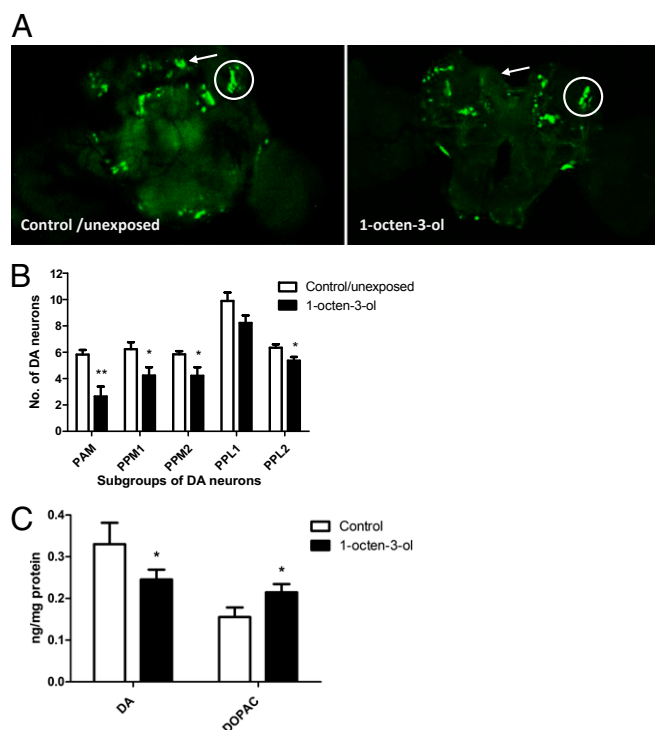 A
Control /unexposed
1-octen-3-ol
B
12
10
8
6
4
2
0
No. of DA neurons
Control/unexposed
1-octen-3-ol
**
*
*
*
PAM
PPM1
PPM2
PPL1
PPL2
Subgroups of DA neurons
C
0.4
0.3
0.2
0.1
0.0
ng/mg protein
Control
1-octen-3-ol
*
*
DA
DOPAC